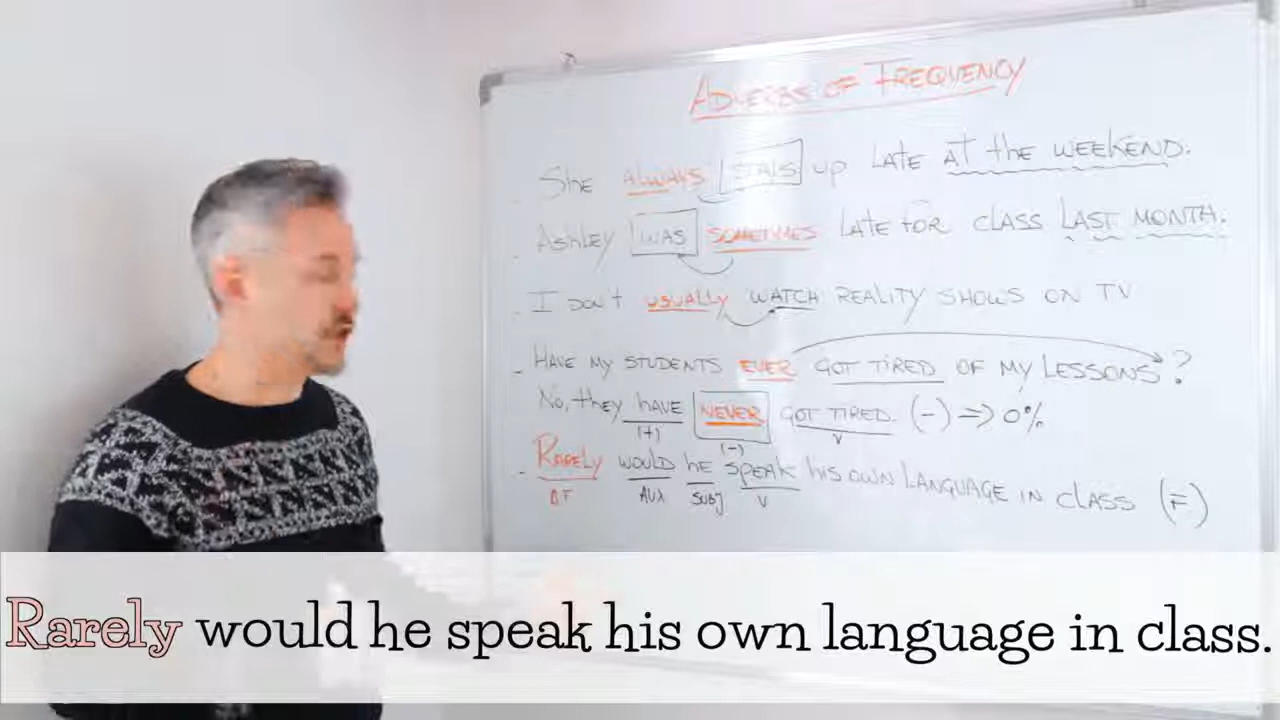 ADVERBS OF FREQUENCY
She ALWAYS STAYS up LATE AT the WEEKEND.
- AShley WAS SOMETIMES LATE FOR CLASS LAST MONTH.
- I DON'T USUALLY WATCH REALITY SHOWS ON TV
- HAVE MY STUDENTS EVER GOT TIRED OF MY LESSONS?
No, they HAVE NEVER GOT TIRED. (-) => 0%
(+) (-) V
- RARELY WOULD HE SPEAK his OWN LANGUAGE IN CLASS (F)
AUX SUBJ V
Rarely would he speak his own language in class.